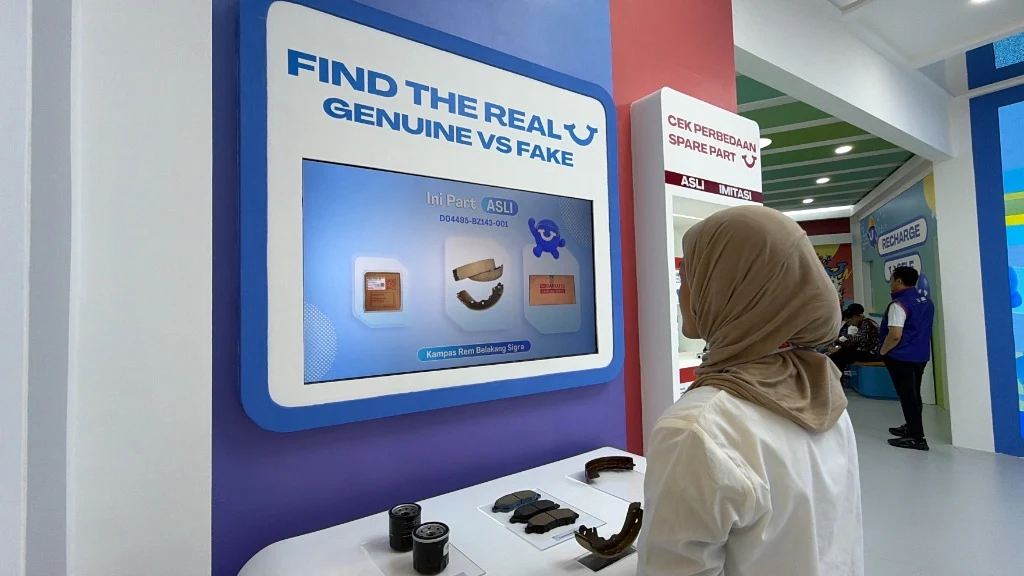 FIND THE REAL
GENUINE VS FAKE
Ini Part ASLI
D04495-BZ143-001
Kampas Rem Belakang Sigra
CEK PERBEDAAN
SPARE PART
ASLI IMITASI
RECHARGE